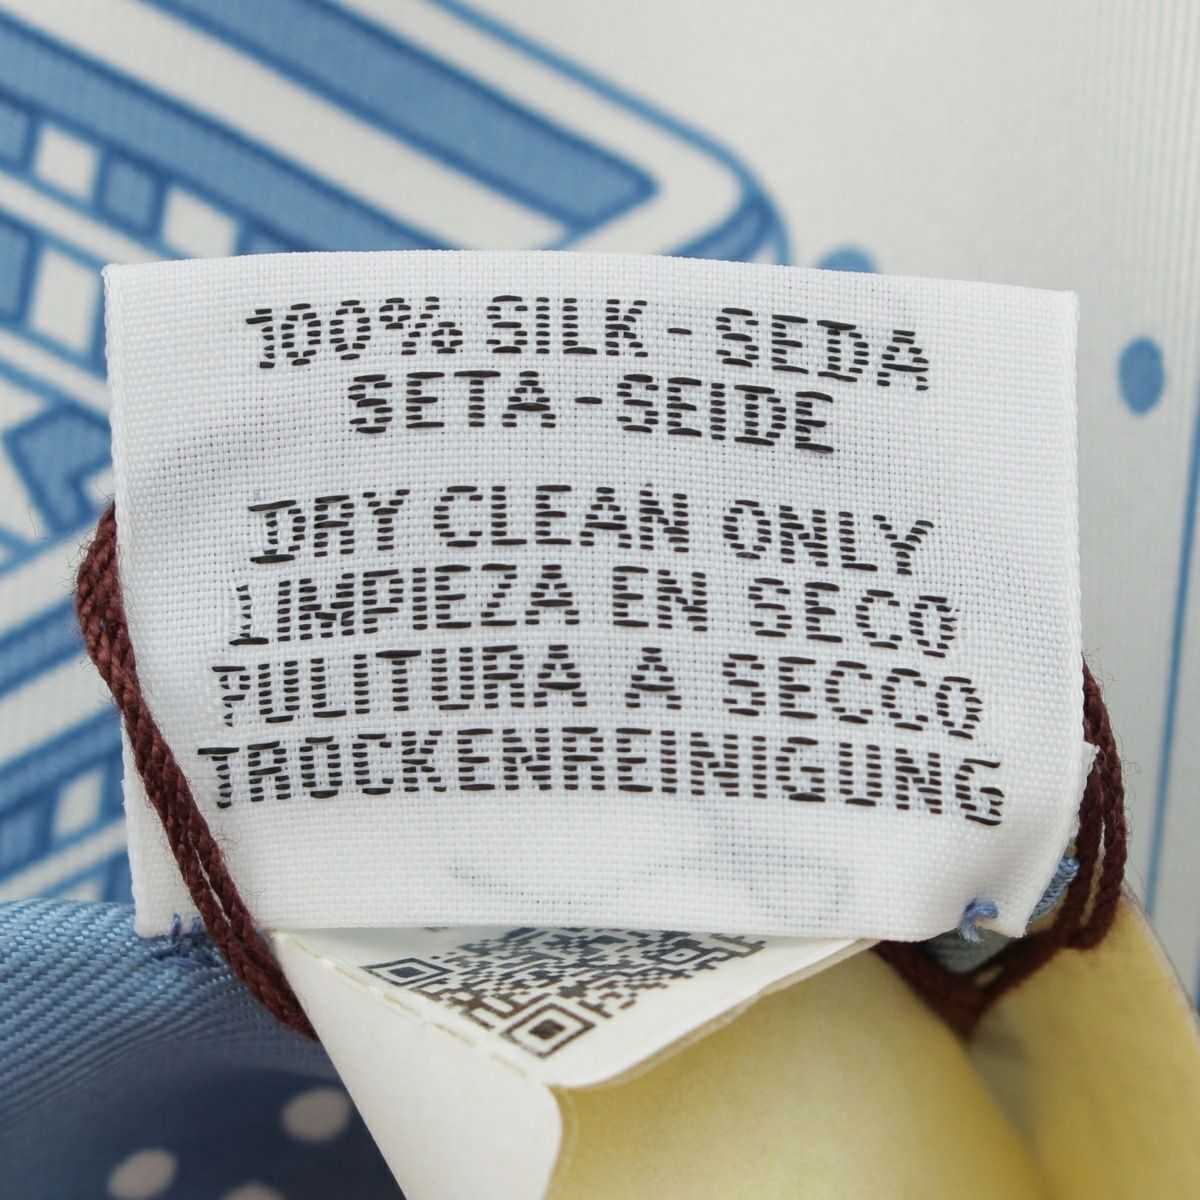 100% SILK - SEDA
SETA - SEIDE
DRY CLEAN ONLY
LIMPIEZA EN SECO
PULITURA A SECCO
TROCKENREINIGUNG